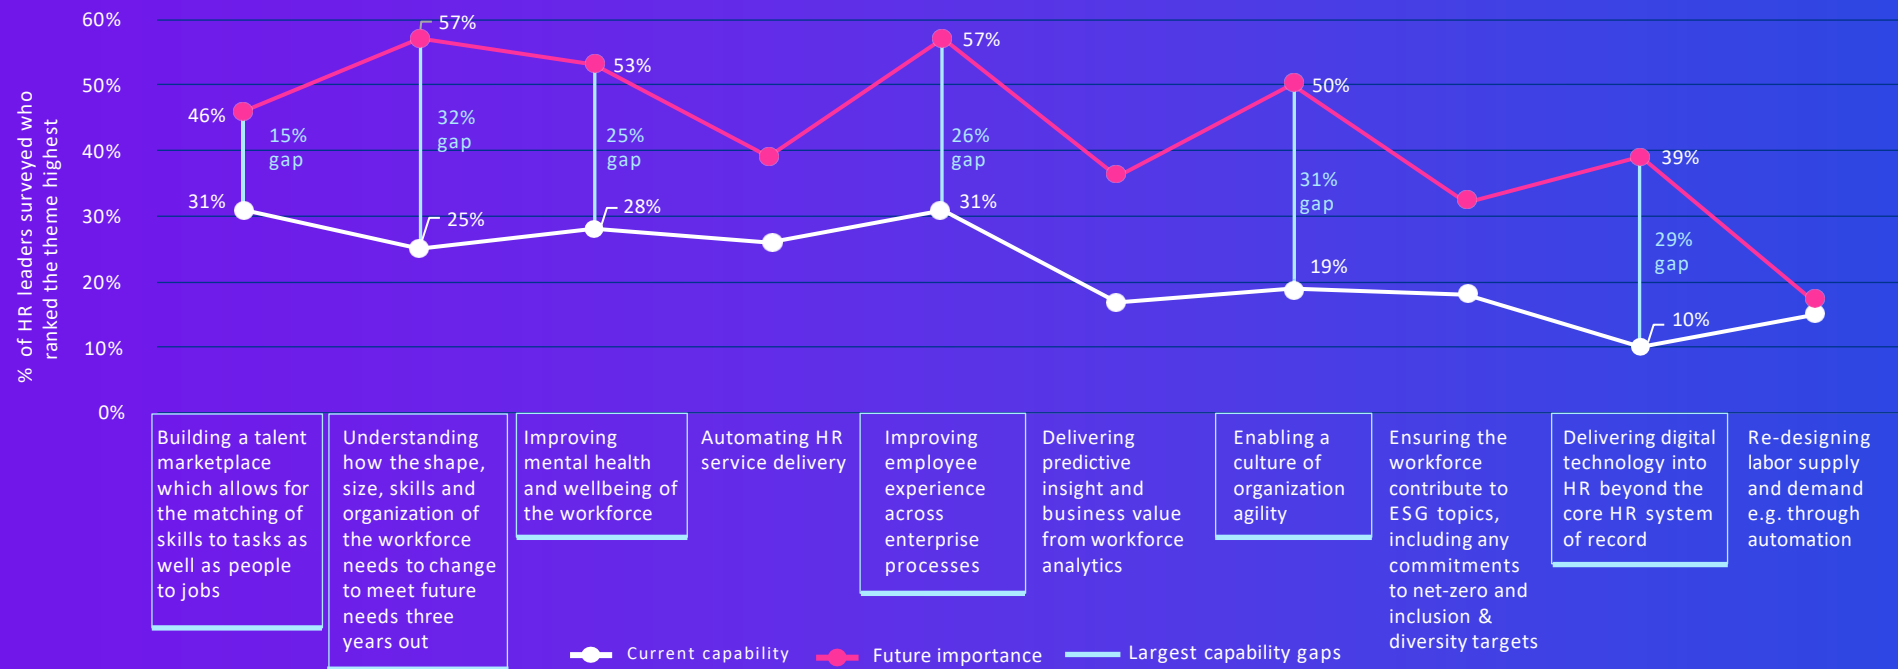 60%
50%
40%
30%
20%
10%
0%
% of HR leaders surveyed who
ranked the theme highest
46%
15%
gap
31%
57%
32%
gap
25%
53%
25%
gap
28%
57%
26%
gap
31%
50%
31%
gap
19%
39%
29%
gap
10%
Building a talent
marketplace
which allows for
the matching of
skills to tasks as
well as people
to jobs
Understanding
how the shape,
size, skills and
organization of
the workforce
needs to change
to meet future
needs three
years out
Improving
mental health
and wellbeing of
the workforce
Automating HR
service delivery
Improving
employee
experience
across
enterprise
processes
Delivering
predictive
insight and
business value
from workforce
analytics
Enabling a
culture of
organization
agility
Ensuring the
workforce
contribute to
ESG topics,
including any
commitments
to net-zero and
inclusion &
diversity targets
Delivering digital
technology into
HR beyond the
core HR system
of record
Re-designing
labor supply
and demand
e.g. through
automation
Current capability
Future importance
Largest capability gaps